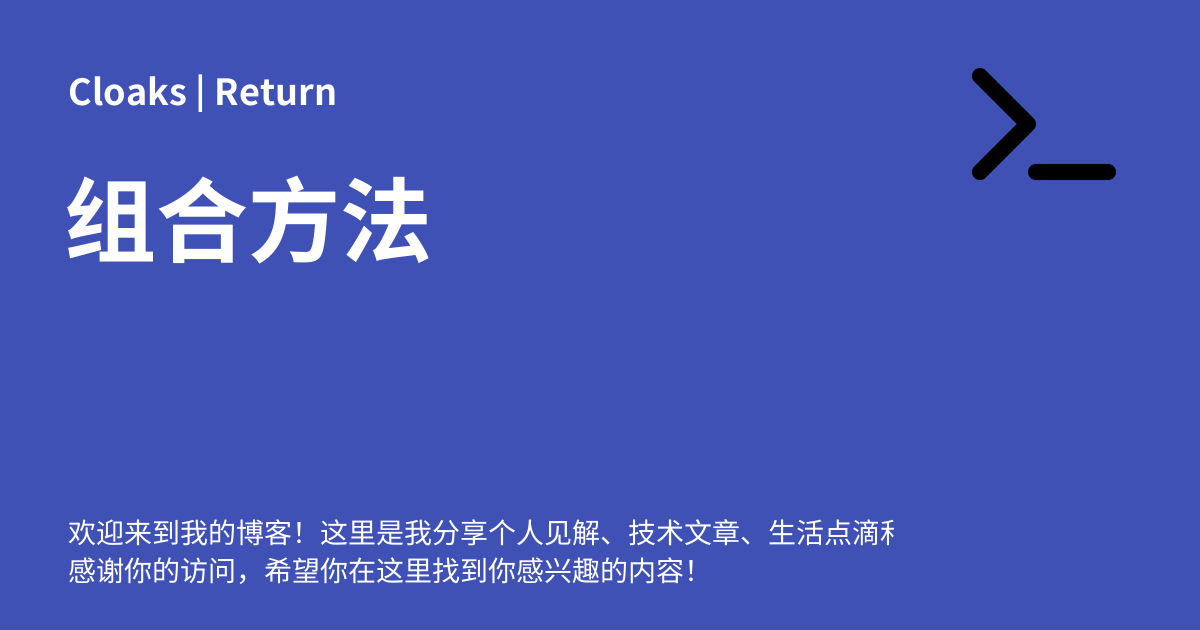 Cloaks | Return
组合方法
欢迎来到我的博客！这里是我分享个人见解、技术文章、生活点滴
感谢你的访问，希望你在这里找到你感兴趣的内容！